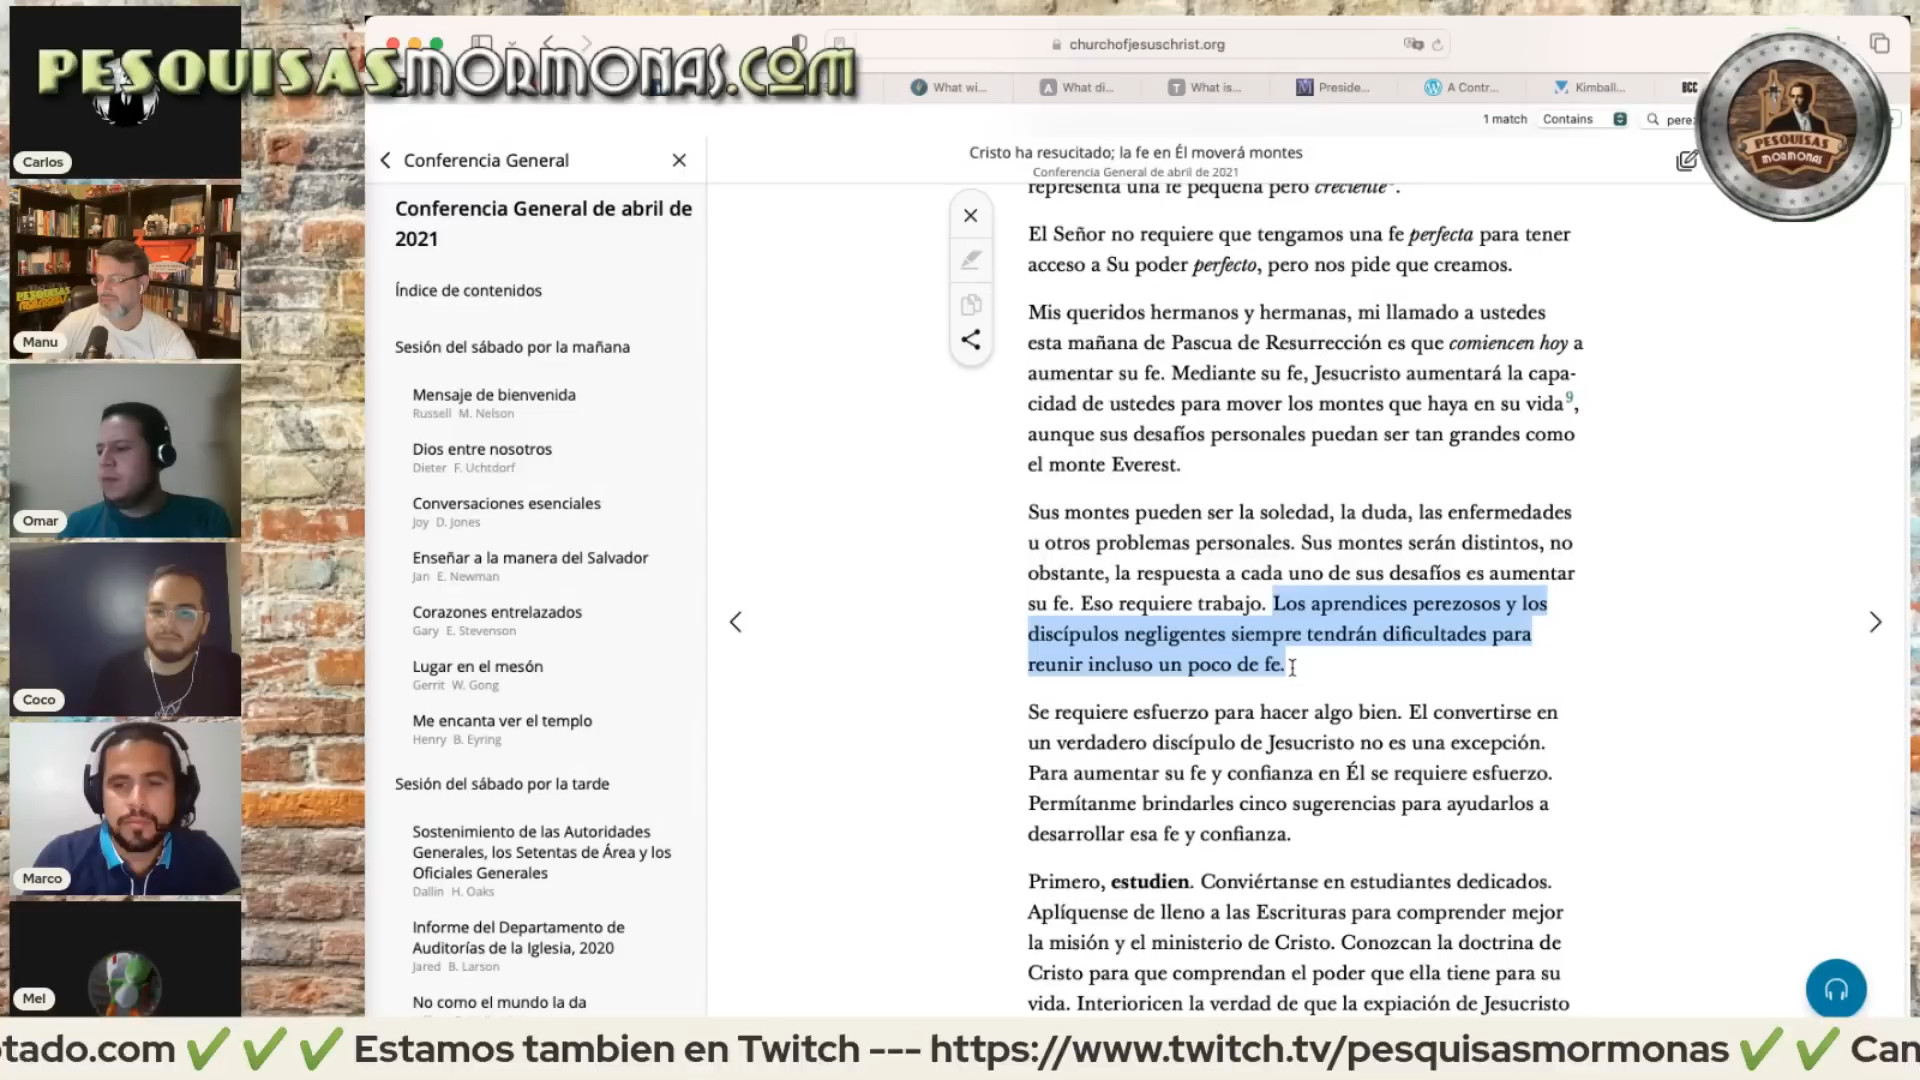 PESQUISASMORMONAS.COM
Carlos
Manu
Omar
Coco
Marco
Mel
churchofjesuschrist.org
What wi...
What di...
What is...
Preside...
A Contr...
Kimball...
BCC
1 match
Contains
PESQUISAS
MORMONAS
Conferencia General
Conferencia General de abril de
2021
Índice de contenidos
Sesión del sábado por la mañana
Mensaje de bienvenida
Russell M. Nelson
Dios entre nosotros
Dieter F. Uchtdorf
Conversaciones esenciales
Joy D. Jones
Enseñar a la manera del Salvador
Jan E. Newman
Corazones entrelazados
Gary E. Stevenson
Lugar en el mesón
Gerrit W. Gong
Me encanta ver el templo
Henry B. Eyring
Sesión del sábado por la tarde
Sostenimiento de las Autoridades
Generales, los Setentas de Área y los
Oficiales Generales
Dallin H. Oaks
Informe del Departamento de
Auditorías de la Iglesia, 2020
Jared B. Larson
No como el mundo la da
Cristo ha resucitado; la fe en Él moverá montes
Conferencia General de abril de 2021
representa una fe pequeña pero creciente
El Señor no requiere que tengamos una fe perfecta para tener
acceso a Su poder perfecto, pero nos pide que creamos.
Mis queridos hermanos y hermanas, mi llamado a ustedes
esta mañana de Pascua de Resurrección es que comiencen hoy a
aumentar su fe. Mediante su fe, Jesucristo aumentará la capa-
cidad de ustedes para mover los montes que haya en su vida9,
aunque sus desafíos personales puedan ser tan grandes como
el monte Everest.
Sus montes pueden ser la soledad, la duda, las enfermedades
u otros problemas personales. Sus montes serán distintos, no
obstante, la respuesta a cada uno de sus desafíos es aumentar
su fe. Eso requiere trabajo. Los aprendices perezosos y los
discípulos negligentes siempre tendrán dificultades para
reunir incluso un poco de fe.
Se requiere esfuerzo para hacer algo bien. El convertirse en
un verdadero discípulo de Jesucristo no es una excepción.
Para aumentar su fe y confianza en Él se requiere esfuerzo.
Permítanme brindarles cinco sugerencias para ayudarlos a
desarrollar esa fe y confianza.
Primero, estudien. Conviértanse en estudiantes dedicados.
Aplíquense de lleno a las Escrituras para comprender mejor
la misión y el ministerio de Cristo. Conozcan la doctrina de
Cristo para que comprendan el poder que ella tiene para su
vida. Interioricen la verdad de que la expiación de Jesucristo
tado.com ✔ ✔ ✔ Estamos tambien en Twitch --- https://www.twitch.tv/pesquisasmormonas ✔ ✔ Can